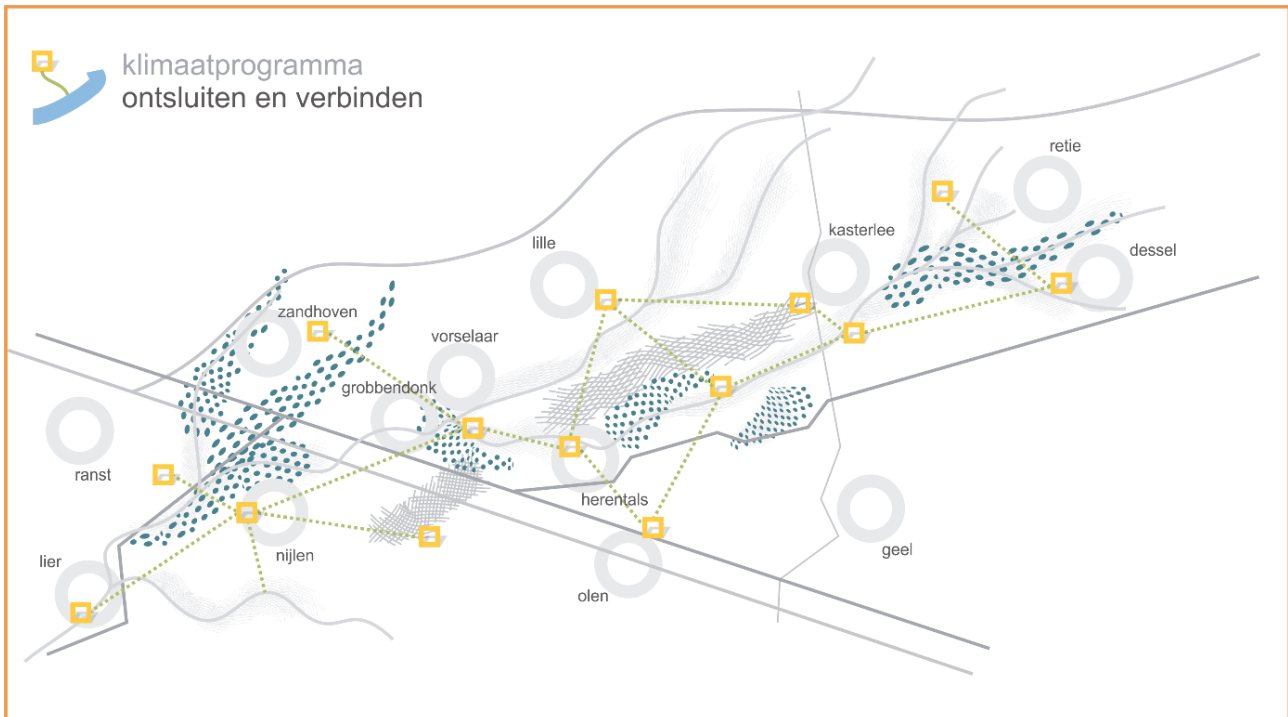 klimaatprogramma
ontsluiten en verbinden
retie
kasterlee
lille
dessel
zandhoven
vorselaar
grobbendonk
ranst
herentals
geel
nijlen
lier
olen